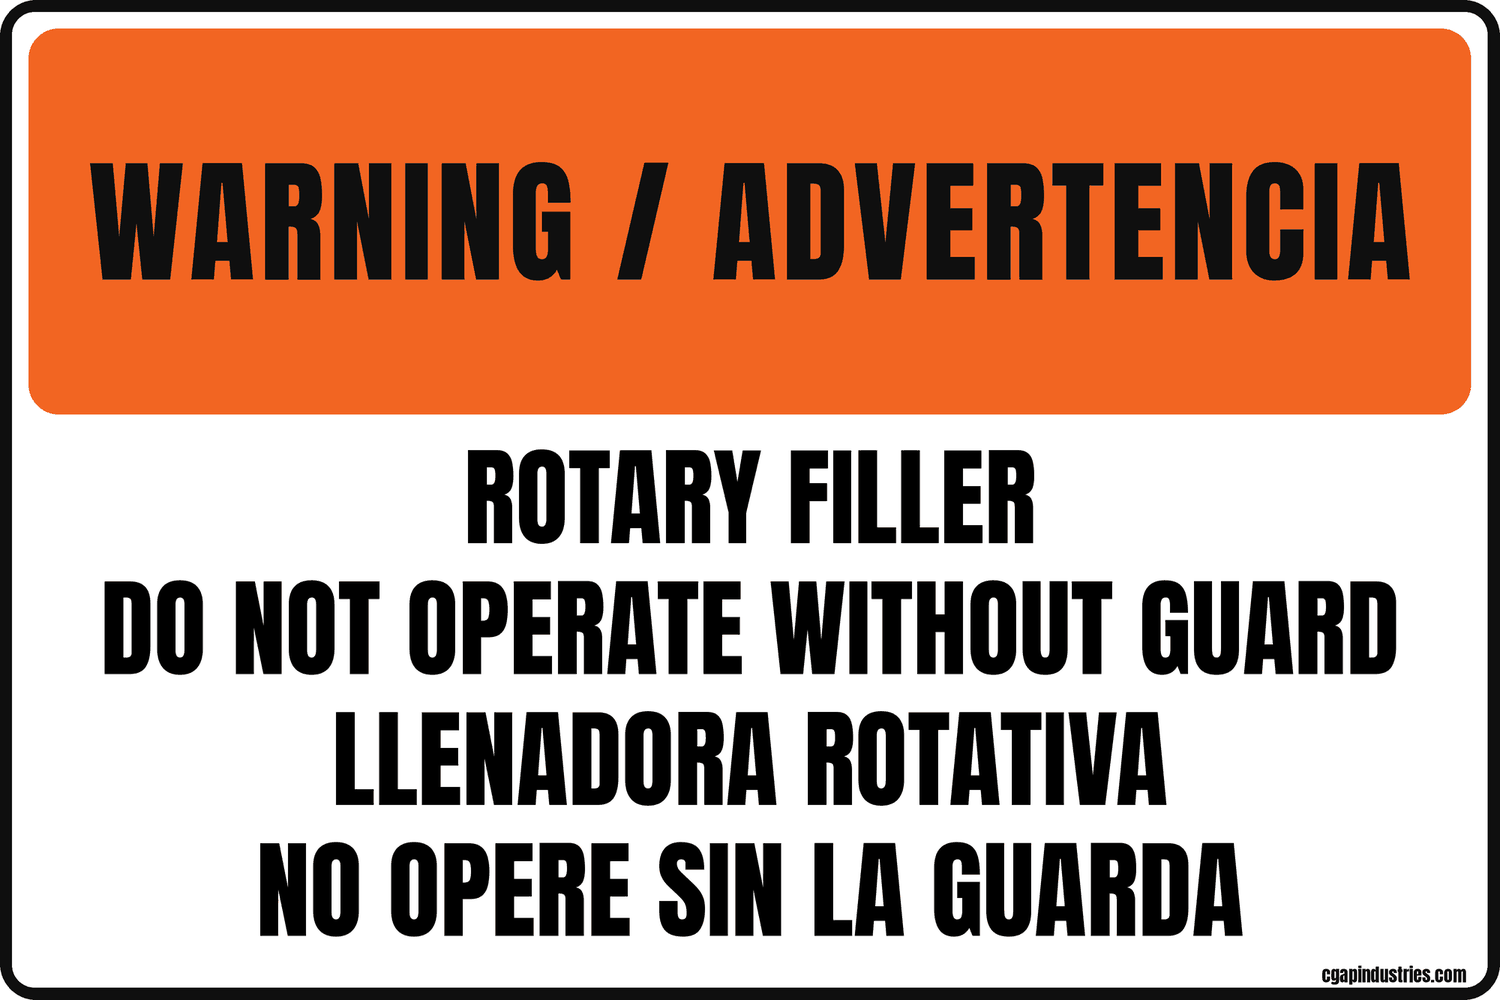 WARNING / ADVERTENCIA
ROTARY FILLER
DO NOT OPERATE WITHOUT GUARD
LLENADORA ROTATIVA
NO OPERE SIN LA GUARDA
cgapindustries.com